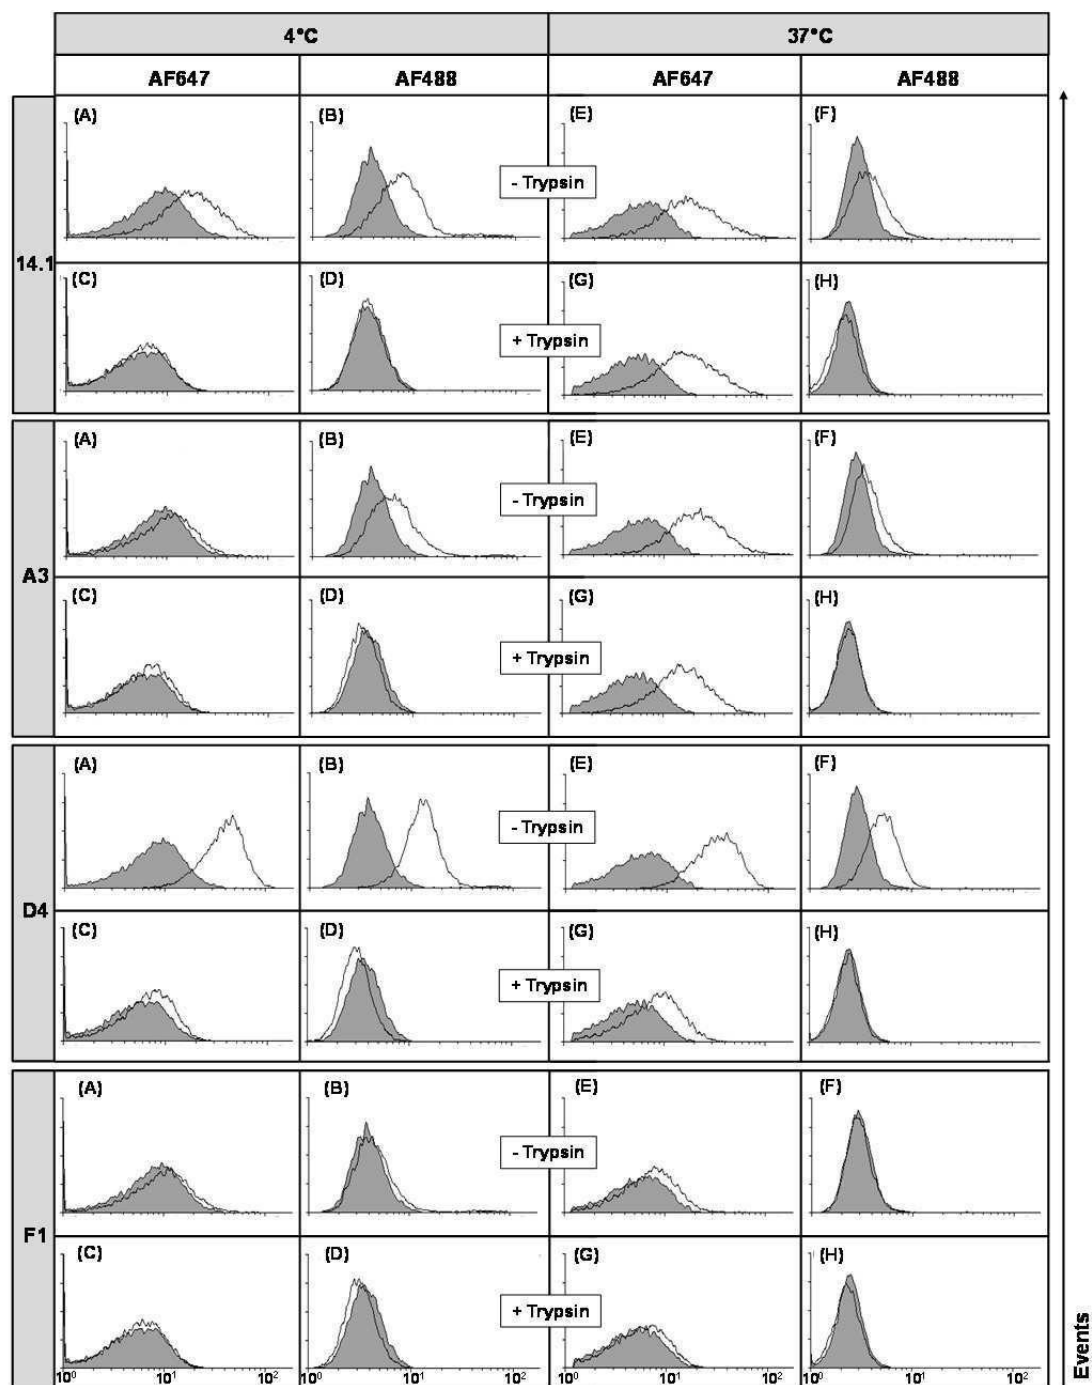 4°C 37°C
AF647 AF488 AF647 AF488
14.1
(A) (B) (E) (F)
- Trypsin
(C) (D) (G) (H)
+ Trypsin
A3
(A) (B) (E) (F)
- Trypsin
(C) (D) (G) (H)
+ Trypsin
D4
(A) (B) (E) (F)
- Trypsin
(C) (D) (G) (H)
+ Trypsin
F1
(A) (B) (E) (F)
- Trypsin
(C) (D) (G) (H)
+ Trypsin
10⁰ 10¹ 10² 10⁰ 10¹ 10² 10⁰ 10¹ 10² 10⁰ 10¹ 10²
Events